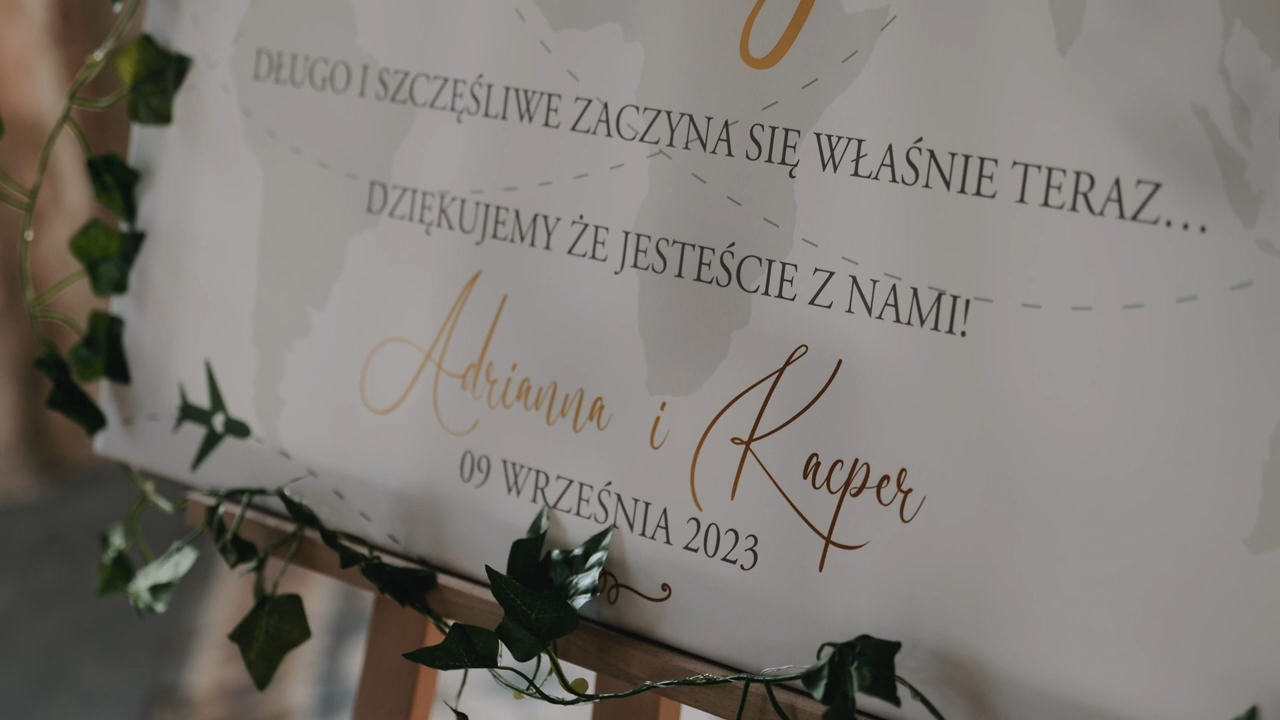 DŁUGO I SZCZĘŚLIWE ZACZYNA SIĘ WŁAŚNIE TERAZ...
DZIĘKUJEMY ŻE JESTEŚCIE Z NAMI!
Adrianna i Kacper
09 WRZEŚNIA 2023